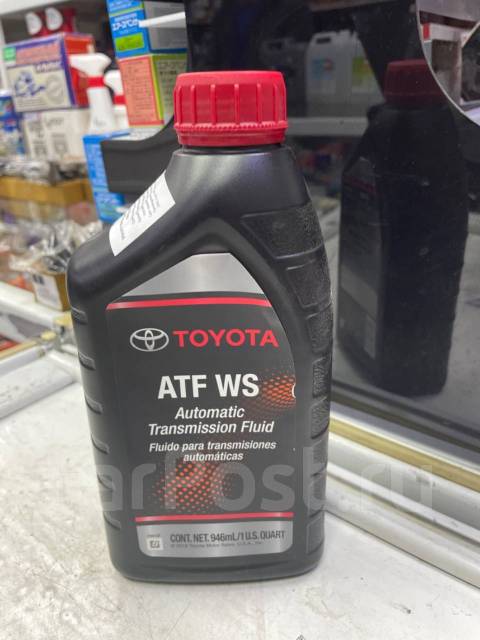 TOYOTA
ATF WS
Automatic
Transmission Fluid
Fluido para transmisiones
automáticas
CONT. NET. 946mL/1 U.S. QUART